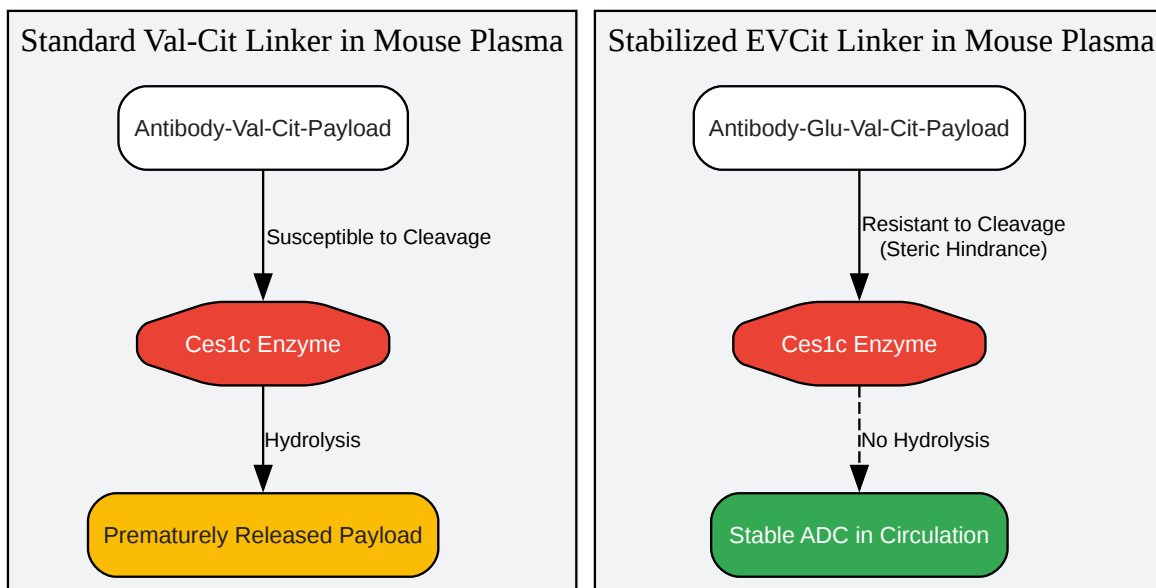 Standard Val-Cit Linker in Mouse Plasma
Antibody-Val-Cit-Payload
Susceptible to Cleavage
Ces1c Enzyme
Hydrolysis
Prematurely Released Payload
Stabilized EVCit Linker in Mouse Plasma
Antibody-Glu-Val-Cit-Payload
Resistant to Cleavage
(Steric Hindrance)
Ces1c Enzyme
No Hydrolysis
Stable ADC in Circulation